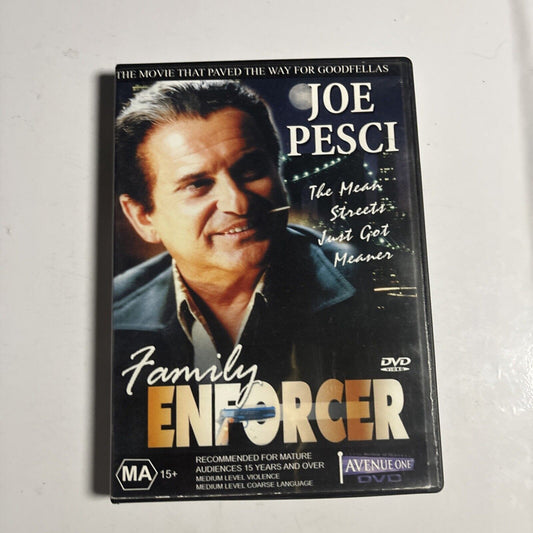 THE MOVIE THAT PAVED THE WAY FOR GOODFELLAS
JOE
PESCI
The Mean
Streets
Just Got
Meaner
Family
ENFORCER
DVD
VIDEO
MA 15+
RECOMMENDED FOR MATURE
AUDIENCES 15 YEARS AND OVER
MEDIUM LEVEL VIOLENCE
MEDIUM LEVEL COARSE LANGUAGE
AVENUE ONE
DVD